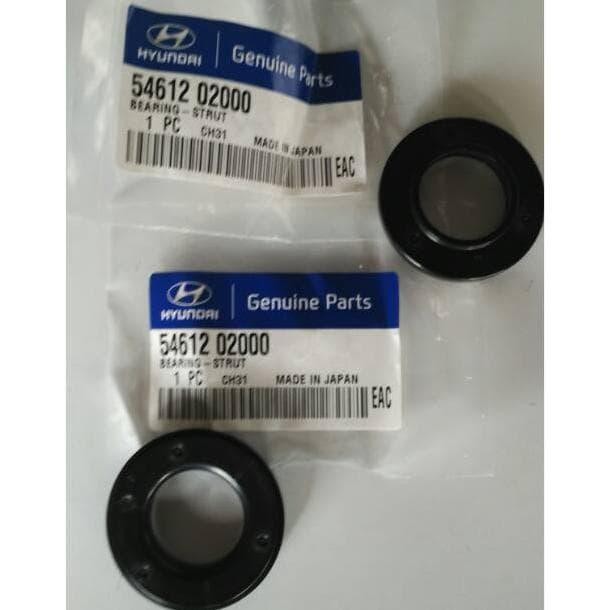 HYUNDAI
Genuine Parts
54612 02000
BEARING-STRUT
1 PC CH31 MADE IN JAPAN
EAC
HYUNDAI
Genuine Parts
54612 02000
BEARING-STRUT
1 PC CH31 MADE IN JAPAN
EAC